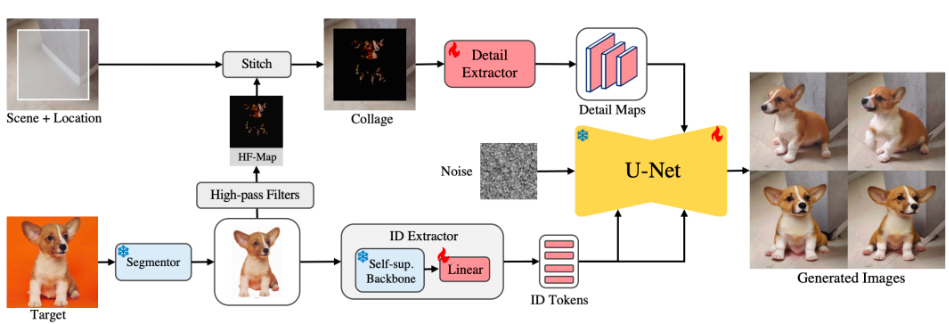 Scene + Location
Stitch
Collage
Detail
Extractor
Detail Maps
HF-Map
High-pass Filters
Noise
U-Net
Target
Segmentor
ID Extractor
Self-sup.
Backbone
Linear
ID Tokens
Generated Images